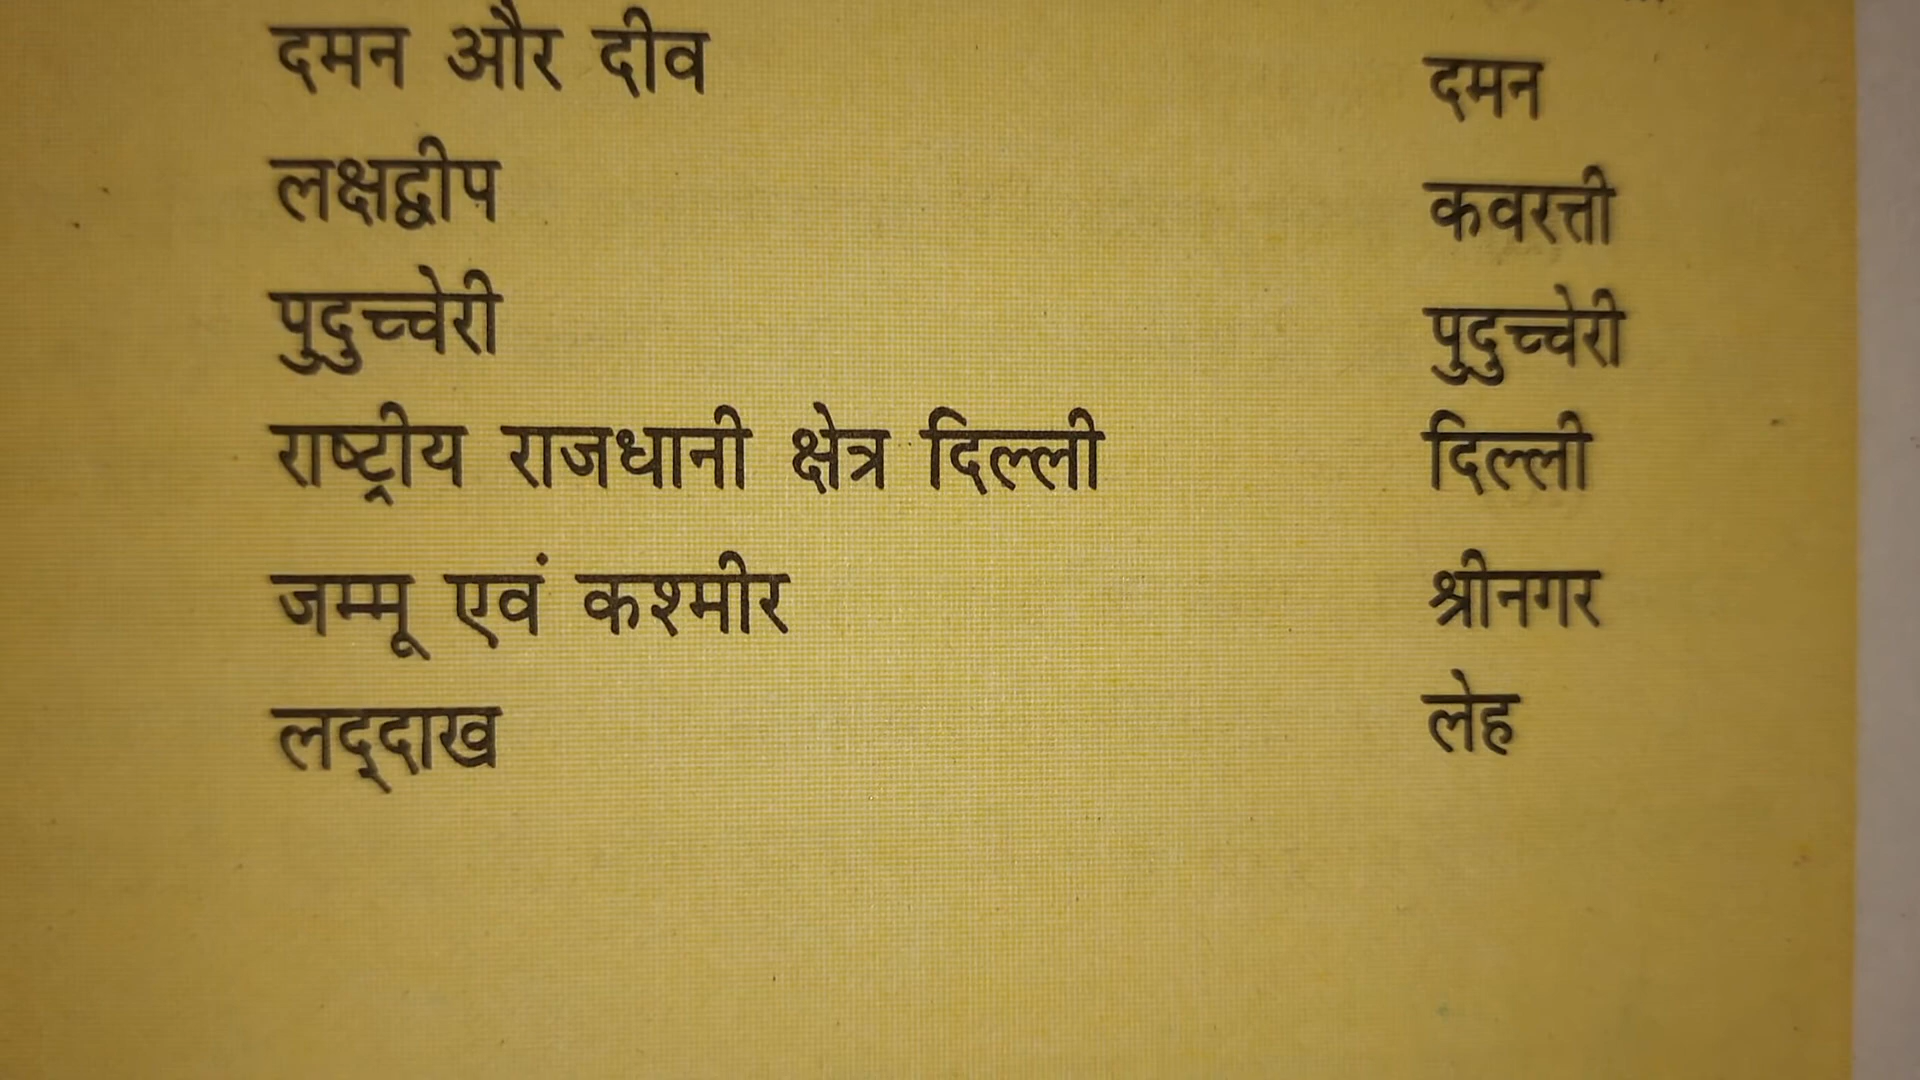 दमन और दीव दमन
लक्षद्वीप कवरत्ती
पुदुच्चेरी पुदुच्चेरी
राष्ट्रीय राजधानी क्षेत्र दिल्ली दिल्ली
जम्मू एवं कश्मीर श्रीनगर
लद्‌दाख लेह